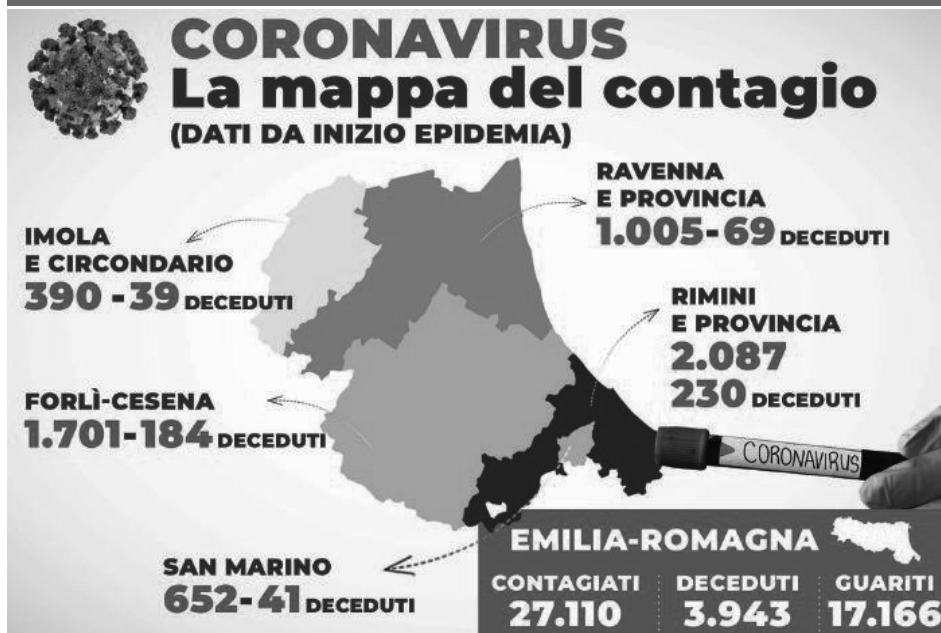 CORONAVIRUS
La mappa del contagio
(DATI DA INIZIO EPIDEMIA)
RAVENNA
E PROVINCIA
1.005-69 DECEDUTI
IMOLA
E CIRCONDARIO
390 - 39 DECEDUTI
RIMINI
E PROVINCIA
2.087
230 DECEDUTI
FORLÌ-CESENA
1.701-184 DECEDUTI
CORONAVIRUS
SAN MARINO
652-41 DECEDUTI
EMILIA-ROMAGNA
CONTAGIATI DECEDUTI GUARITI
27.110 3.943 17.166